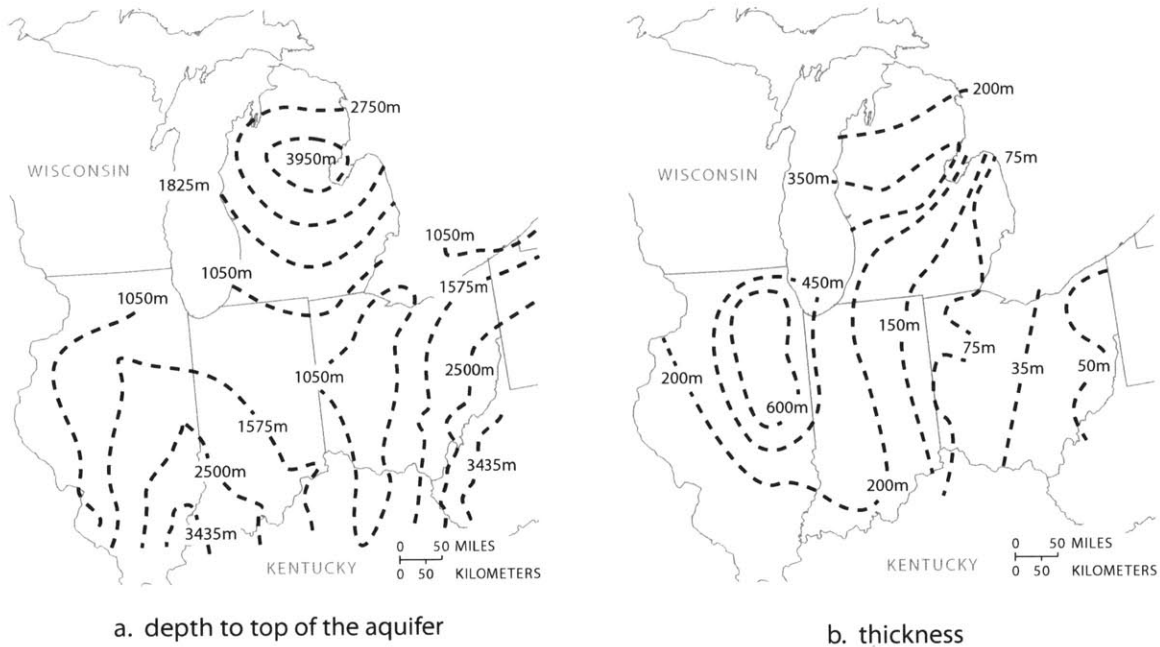 2750m
3950m
WISCONSIN
1825m
1050m
1050m
1050m
1575m
1050m
2500m
1575m
2500m
3435m
3435m
0 50 MILES
0 50 KILOMETERS
KENTUCKY
a. depth to top of the aquifer
200m
75m
WISCONSIN
350m
450m
150m
75m
35m
50m
200m
600m
200m
0 50 MILES
0 50 KILOMETERS
KENTUCKY
b. thickness